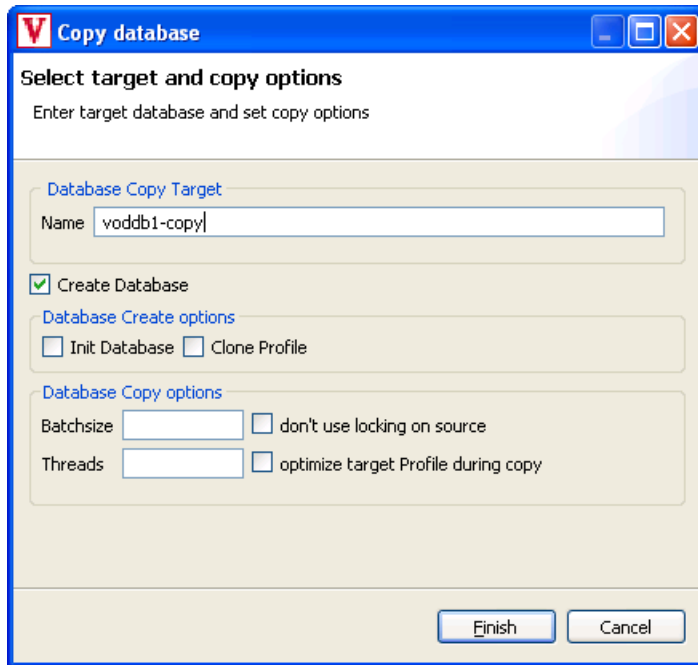 V Copy database
Select target and copy options
Enter target database and set copy options
Database Copy Target
Name voddb1-copy
Create Database
Database Create options
Init Database Clone Profile
Database Copy options
Batchsize don't use locking on source
Threads optimize target Profile during copy
Finish Cancel